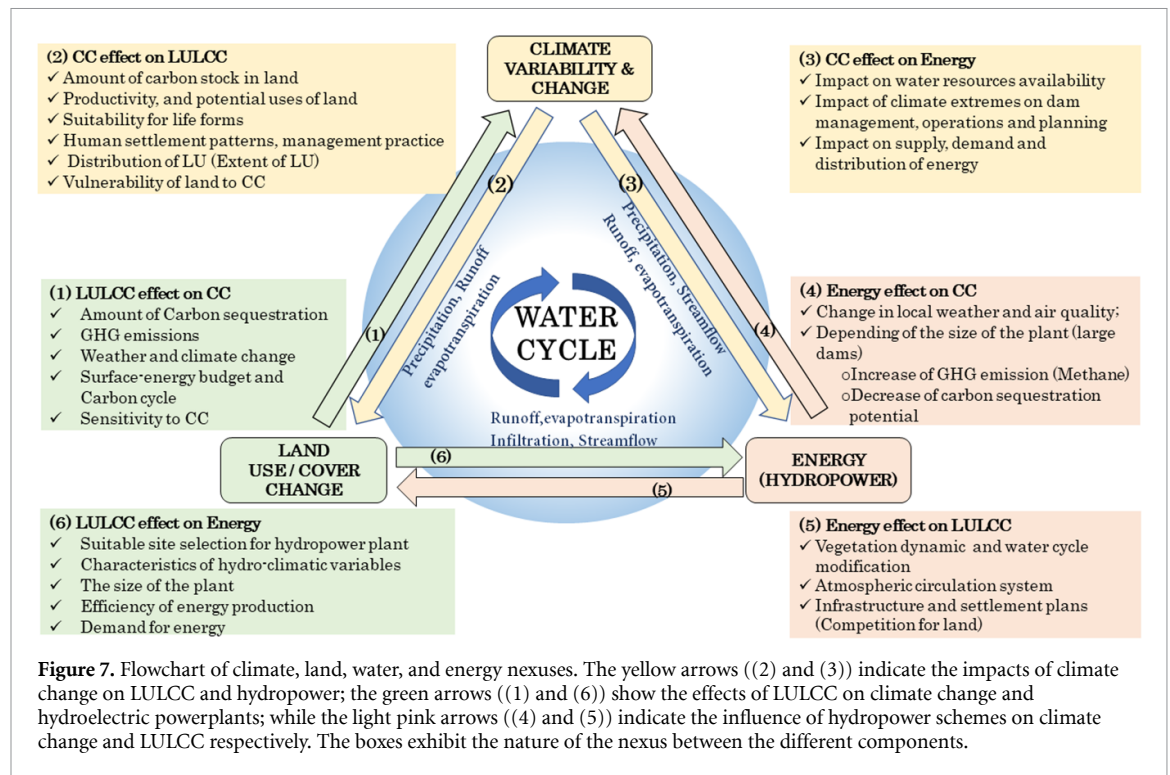 (2) CC effect on LULCC
✓ Amount of carbon stock in land
✓ Productivity, and potential uses of land
✓ Suitability for life forms
✓ Human settlement patterns, management practice
✓ Distribution of LU (Extent of LU)
✓ Vulnerability of land to CC
CLIMATE
VARIABILITY &
CHANGE
(3) CC effect on Energy
✓ Impact on water resources availability
✓ Impact of climate extremes on dam
management, operations and planning
✓ Impact on supply, demand and
distribution of energy
(2)
(3)
Precipitation, Runoff
evapotranspiration
Precipitation, Streamflow
Runoff, evapotranspiration
(1) LULCC effect on CC
✓ Amount of Carbon sequestration
✓ GHG emissions
✓ Weather and climate change
✓ Surface-energy budget and
Carbon cycle
✓ Sensitivity to CC
(1)
WATER
CYCLE
(4)
(4) Energy effect on CC
✓ Change in local weather and air quality;
✓ Depending of the size of the plant (large
dams)
oIncrease of GHG emission (Methane)
oDecrease of carbon sequestration
potential
Runoff,evapotranspiration
Infiltration, Streamflow
LAND
USE / COVER
CHANGE
(6)
(5)
ENERGY
(HYDROPOWER)
(6) LULCC effect on Energy
✓ Suitable site selection for hydropower plant
✓ Characteristics of hydro-climatic variables
✓ The size of the plant
✓ Efficiency of energy production
✓ Demand for energy
(5) Energy effect on LULCC
✓ Vegetation dynamic and water cycle
modification
✓ Atmospheric circulation system
✓ Infrastructure and settlement plans
(Competition for land)
Figure 7. Flowchart of climate, land, water, and energy nexuses. The yellow arrows ((2) and (3)) indicate the impacts of climate
change on LULCC and hydropower; the green arrows ((1) and (6)) show the effects of LULCC on climate change and
hydroelectric powerplants; while the light pink arrows ((4) and (5)) indicate the influence of hydropower schemes on climate
change and LULCC respectively. The boxes exhibit the nature of the nexus between the different components.